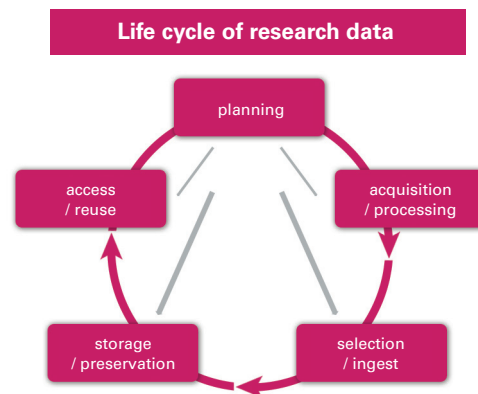 Life cycle of research data
planning
access
/ reuse
acquisition
/ processing
storage
/ preservation
selection
/ ingest